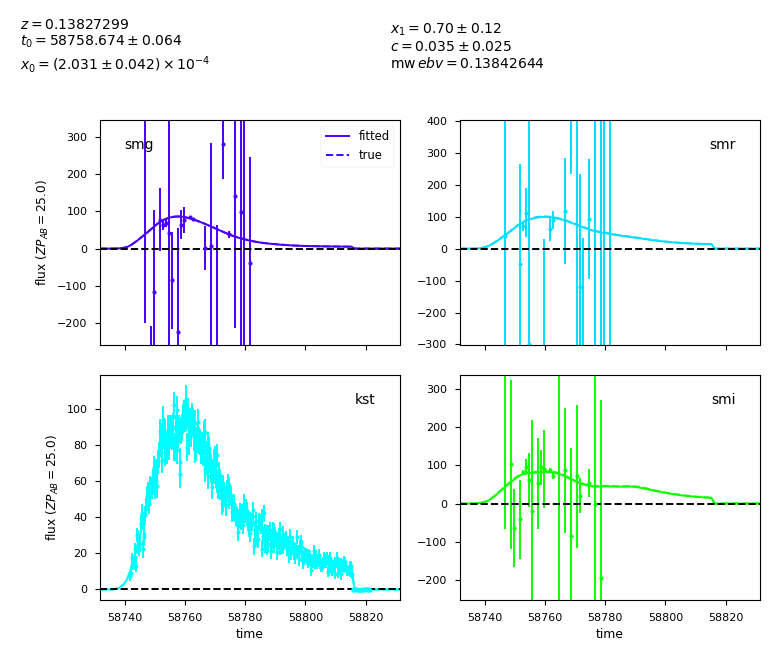 z = 0.13827299
t₀ = 58758.674 ± 0.064
x₀ = (2.031 ± 0.042) × 10⁻⁴
x₁ = 0.70 ± 0.12
c = 0.035 ± 0.025
mw ebv = 0.13842644
smg
fitted
true
300
200
100
0
−100
−200
flux (ZP_AB = 25.0)
smr
400
300
200
100
0
−100
−200
−300
kst
100
80
60
40
20
0
flux (ZP_AB = 25.0)
58740 58760 58780 58800 58820
time
smi
300
200
100
0
−100
−200
58740 58760 58780 58800 58820
time